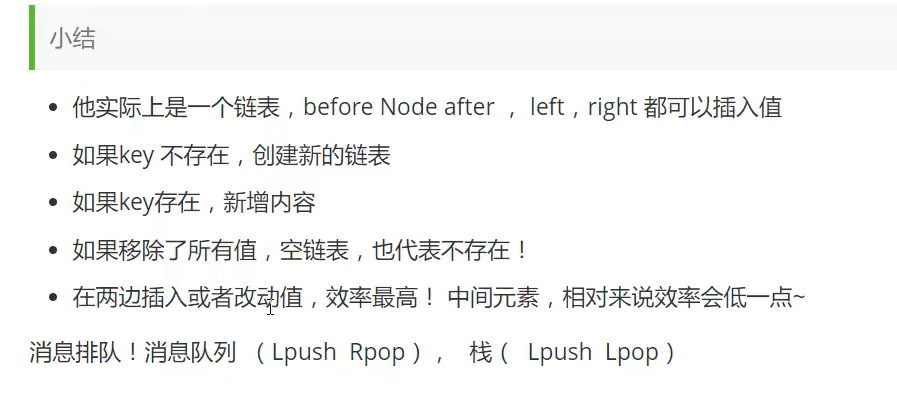 小结
他实际上是一个链表，before Node after ， left，right 都可以插入值
如果key 不存在，创建新的链表
如果key存在，新增内容
如果移除了所有值，空链表，也代表不存在！
在两边插入或者改动值，效率最高！ 中间元素，相对来说效率会低一点~
消息排队！消息队列 （Lpush Rpop）， 栈（ Lpush Lpop）